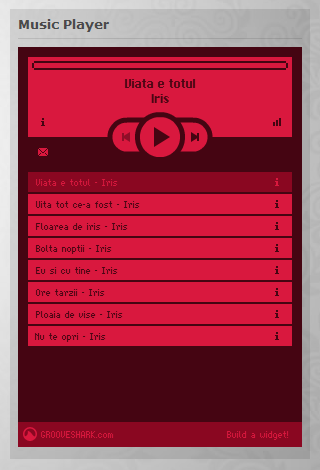 Music Player
Viata e totul
Iris
Viata e totul - Iris
Uita tot ce-a fost - Iris
Floarea de iris - Iris
Bolta noptii - Iris
Eu si cu tine - Iris
Ore tarzii - Iris
Ploaia de vise - Iris
Nu te opri - Iris
GROOVESHARK.com Build a widget!